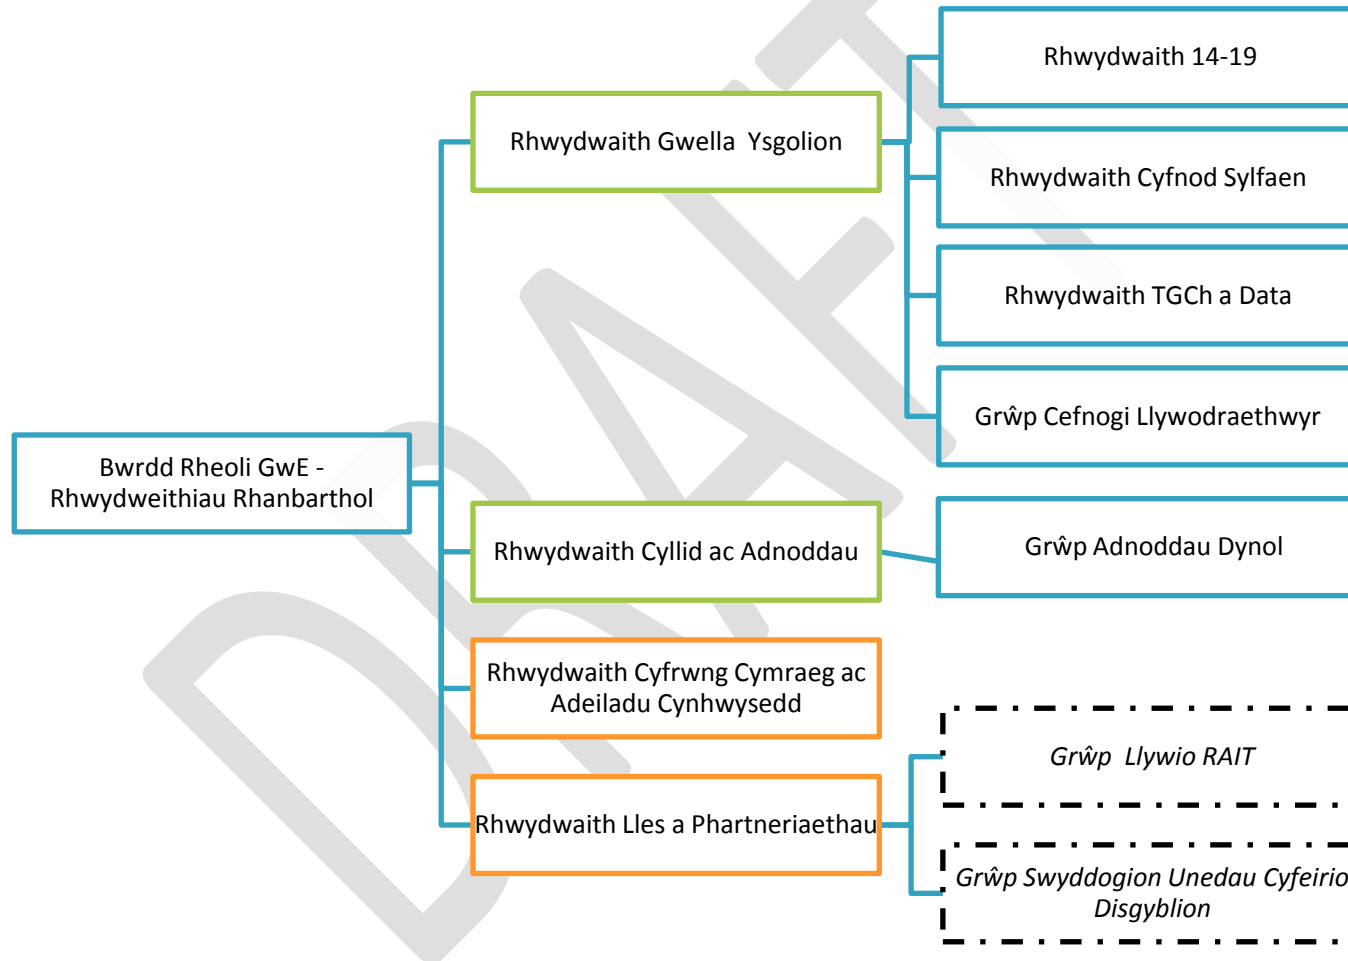 Rhwydwaith 14-19
Rhwydwaith Gwella  Ysgolion
Rhwydwaith Cyfnod Sylfaen
Rhwydwaith TGCh a Data
Grŵp Cefnogi Llywodraethwyr
Bwrdd Rheoli GwE -
Rhwydweithiau Rhanbarthol
Rhwydwaith Cyllid ac Adnoddau
Grŵp Adnoddau Dynol
Rhwydwaith Cyfrwng Cymraeg ac
Adeiladu Cynhwysedd
Grŵp  Llywio RAIT
Rhwydwaith Lles a Phartneriaethau
Grŵp Swyddogion Unedau Cyfeirio
Disgyblion
DRAFT